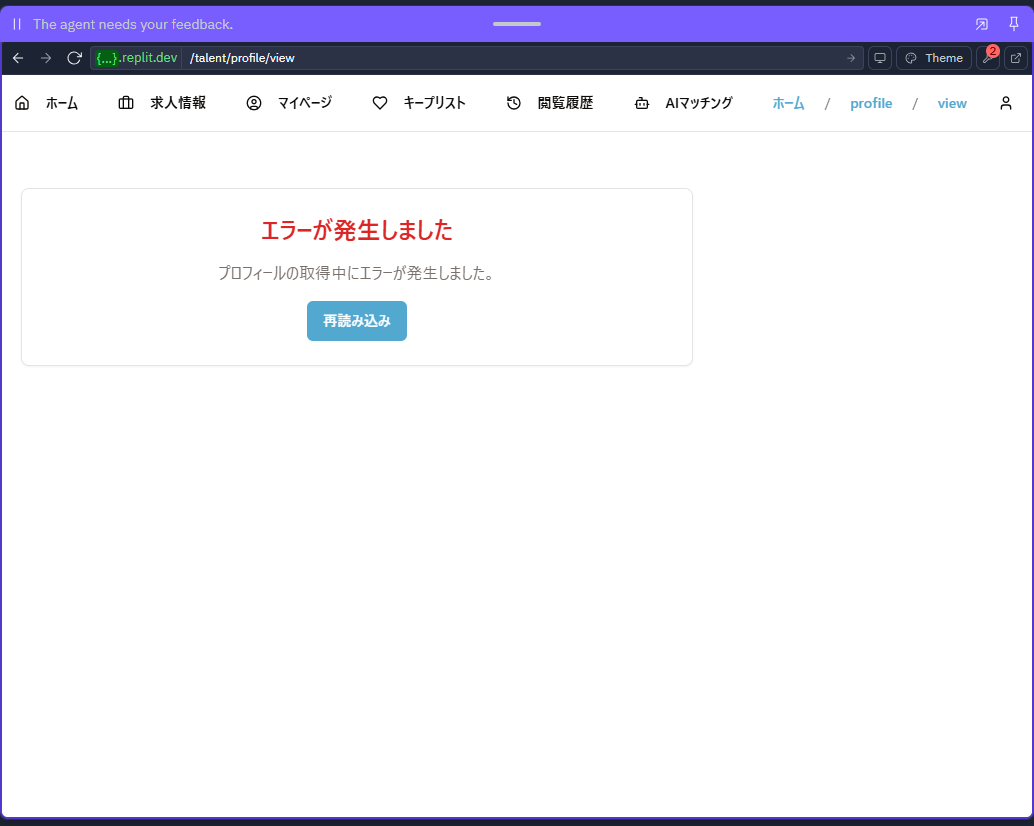 The agent needs your feedback.
{...}.replit.dev /talent/profile/view Theme 2
ホーム 求人情報 マイページ キープリスト 閲覧履歴 AIマッチング ホーム / profile / view
エラーが発生しました
プロフィールの取得中にエラーが発生しました。
再読み込み